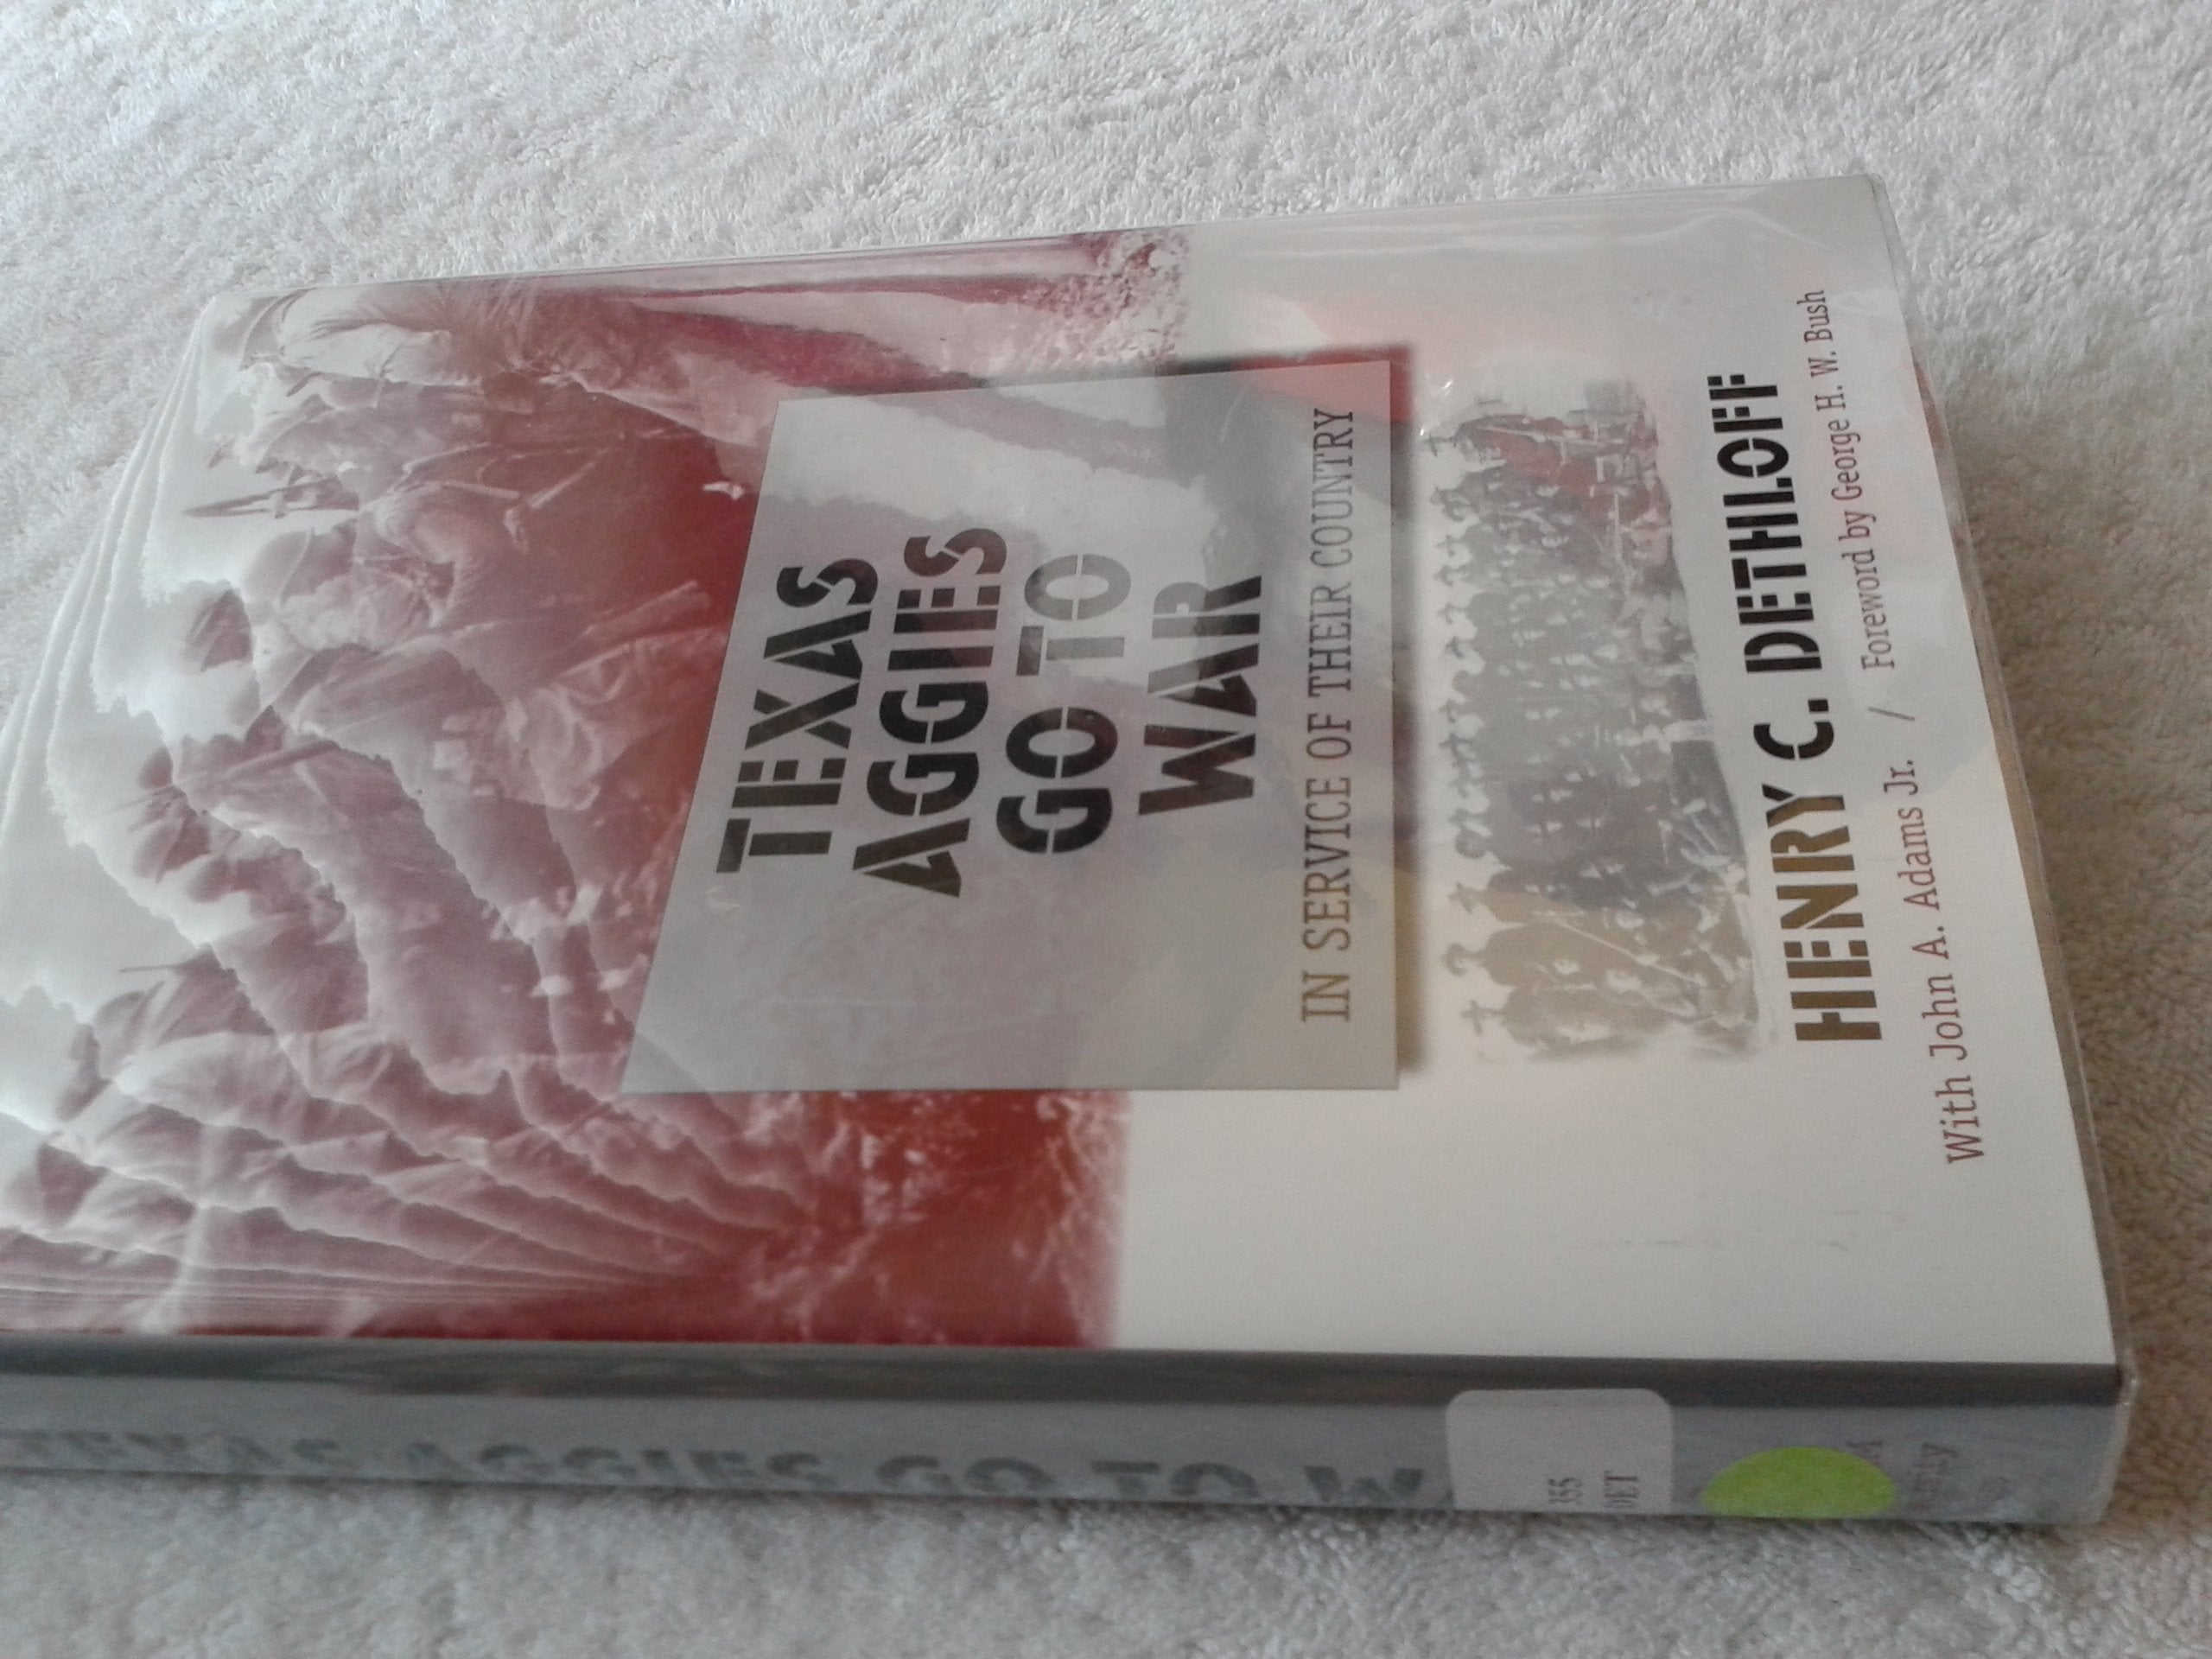 TEXAS
AGGIES
GO TO
WAR
IN SERVICE OF THEIR COUNTRY
HENRY C. DETHLOFF
With John A. Adams Jr. / Foreword by George H. W. Bush
TEXAS AGGIES GO TO W
355
DET